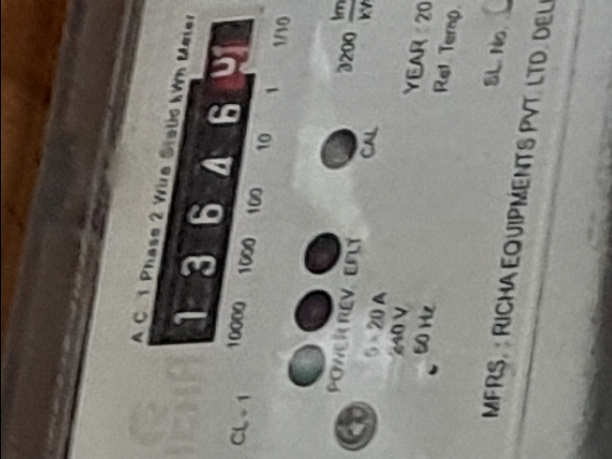 A.C. 1 Phase 2 Wire Static kWh Meter
1 3 6 4 6 5
10000 1000 100 10 1 1/10
CL - 1
3200
POWER REV. EFLT CAL
5 - 20 A
240 V
50 Hz
YEAR : 20
Ref. Temp.
SL. No.
MFRS. : RICHA EQUIPMENTS PVT. LTD. DEL